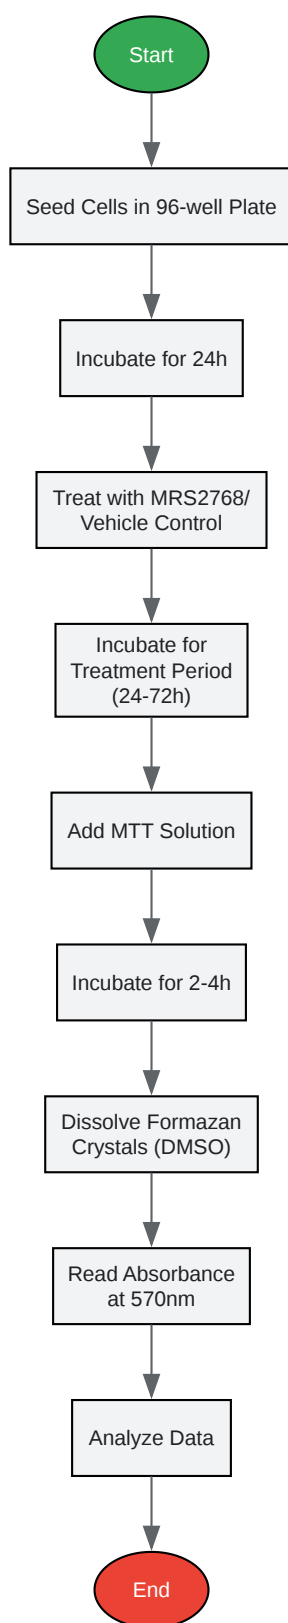 Start
Seed Cells in 96-well Plate
Incubate for 24h
Treat with MRS2768/
Vehicle Control
Incubate for
Treatment Period
(24-72h)
Add MTT Solution
Incubate for 2-4h
Dissolve Formazan
Crystals (DMSO)
Read Absorbance
at 570nm
Analyze Data
End